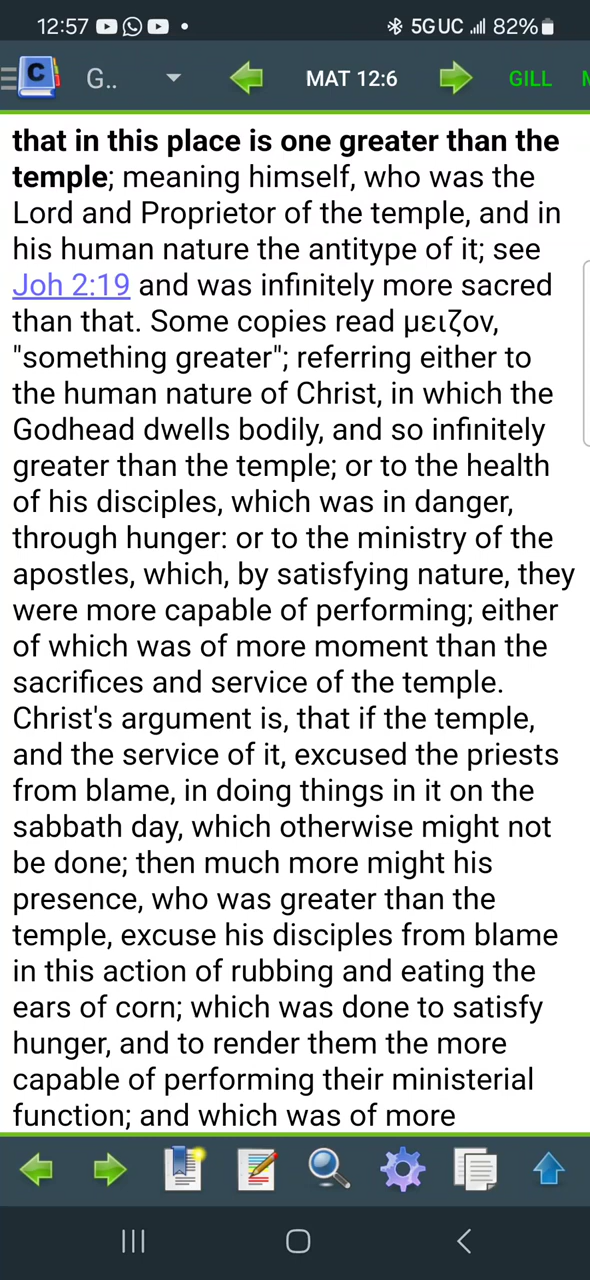 12:57 5GUC 82%
C G.. MAT 12:6 GILL
that in this place is one greater than the
temple; meaning himself, who was the
Lord and Proprietor of the temple, and in
his human nature the antitype of it; see
Joh 2:19 and was infinitely more sacred
than that. Some copies read μειζον,
"something greater"; referring either to
the human nature of Christ, in which the
Godhead dwells bodily, and so infinitely
greater than the temple; or to the health
of his disciples, which was in danger,
through hunger: or to the ministry of the
apostles, which, by satisfying nature, they
were more capable of performing; either
of which was of more moment than the
sacrifices and service of the temple.
Christ's argument is, that if the temple,
and the service of it, excused the priests
from blame, in doing things in it on the
sabbath day, which otherwise might not
be done; then much more might his
presence, who was greater than the
temple, excuse his disciples from blame
in this action of rubbing and eating the
ears of corn; which was done to satisfy
hunger, and to render them the more
capable of performing their ministerial
function; and which was of more